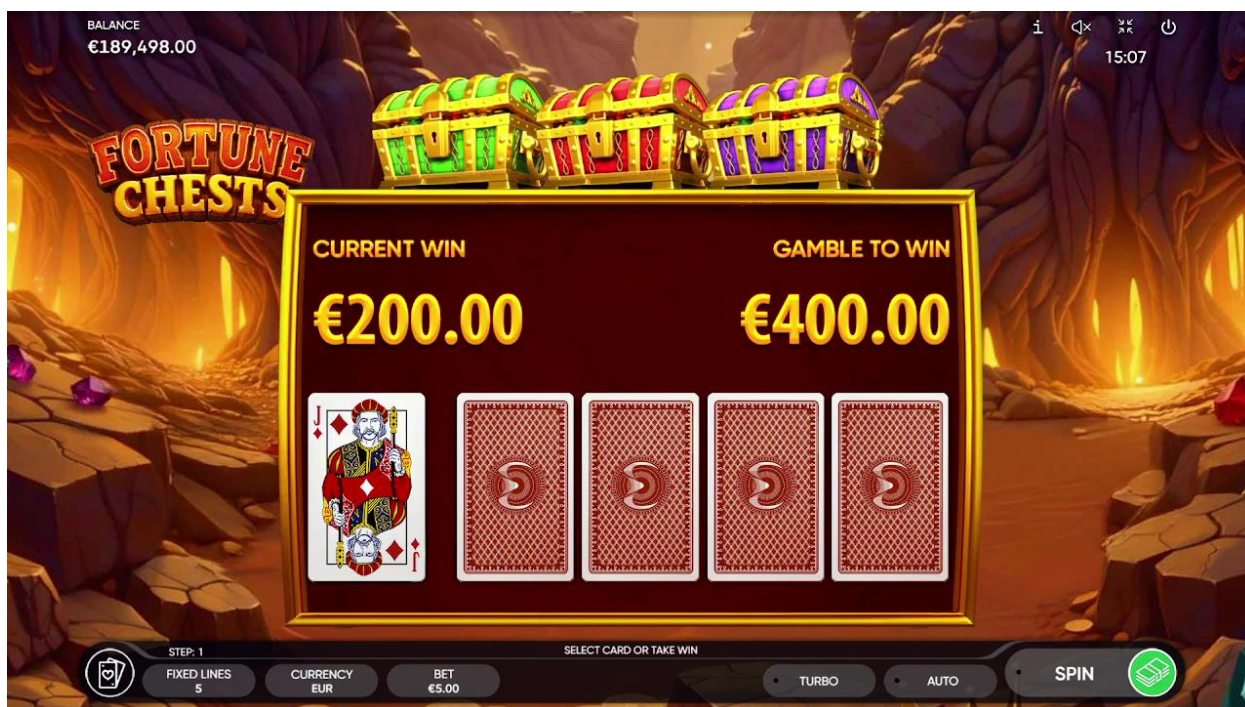 BALANCE
€189,498.00
i
15:07
FORTUNE
CHESTS
CURRENT WIN
GAMBLE TO WIN
€200.00
€400.00
J
J
STEP: 1
SELECT CARD OR TAKE WIN
FIXED LINES
5
CURRENCY
EUR
BET
€5.00
TURBO
AUTO
SPIN